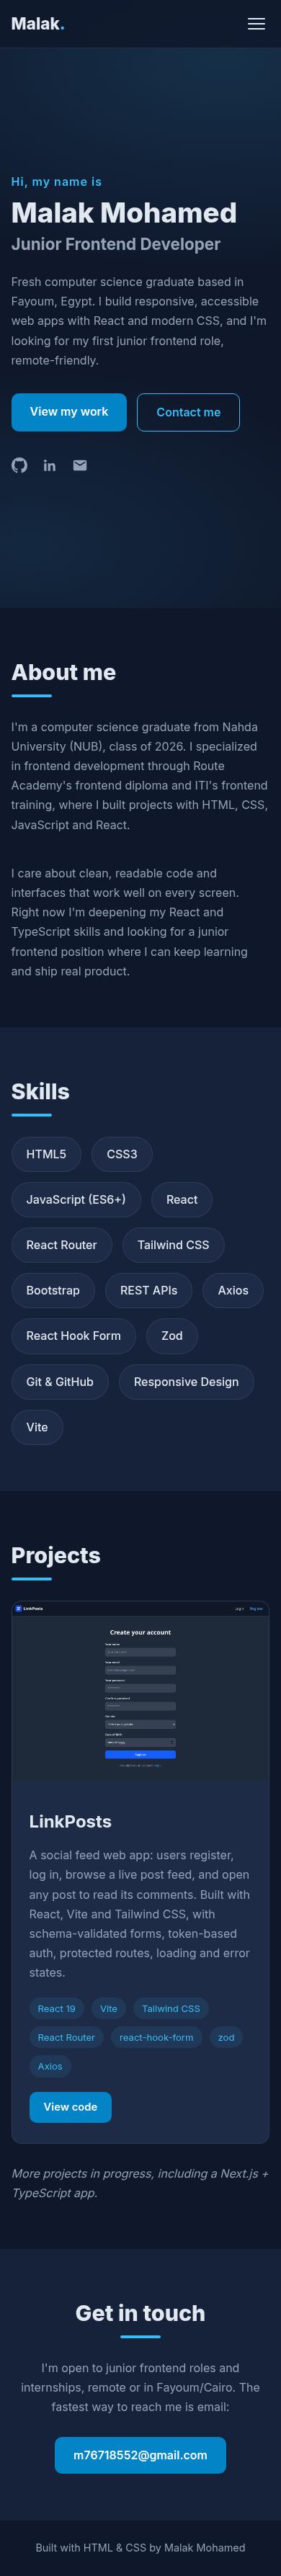 Malak.
Hi, my name is
Malak Mohamed
Junior Frontend Developer
Fresh computer science graduate based in
Fayoum, Egypt. I build responsive, accessible
web apps with React and modern CSS, and I'm
looking for my first junior frontend role,
remote-friendly.
View my work
Contact me
in
About me
I'm a computer science graduate from Nahda
University (NUB), class of 2026. I specialized
in frontend development through Route
Academy's frontend diploma and ITI's frontend
training, where I built projects with HTML, CSS,
JavaScript and React.
I care about clean, readable code and
interfaces that work well on every screen.
Right now I'm deepening my React and
TypeScript skills and looking for a junior
frontend position where I can keep learning
and ship real product.
Skills
HTML5 CSS3
JavaScript (ES6+) React
React Router Tailwind CSS
Bootstrap REST APIs Axios
React Hook Form Zod
Git & GitHub Responsive Design
Vite
Projects
LinkPosts
Create your account
LinkPosts
A social feed web app: users register,
log in, browse a live post feed, and open
any post to read its comments. Built with
React, Vite and Tailwind CSS, with
schema-validated forms, token-based
auth, protected routes, loading and error
states.
React 19 Vite Tailwind CSS
React Router react-hook-form zod
Axios
View code
More projects in progress, including a Next.js +
TypeScript app.
Get in touch
I'm open to junior frontend roles and
internships, remote or in Fayoum/Cairo. The
fastest way to reach me is email:
m76718552@gmail.com
Built with HTML & CSS by Malak Mohamed